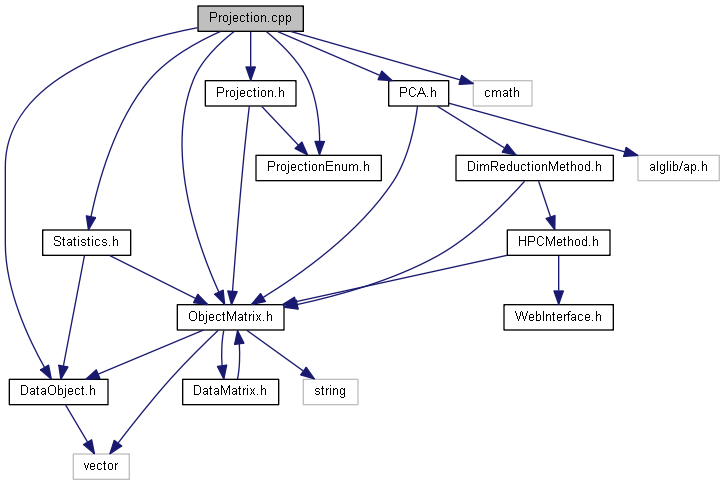 Projection.cpp
Projection.h
PCA.h
cmath
ProjectionEnum.h
DimReductionMethod.h
alglib/ap.h
Statistics.h
HPCMethod.h
ObjectMatrix.h
WebInterface.h
DataObject.h
DataMatrix.h
string
vector